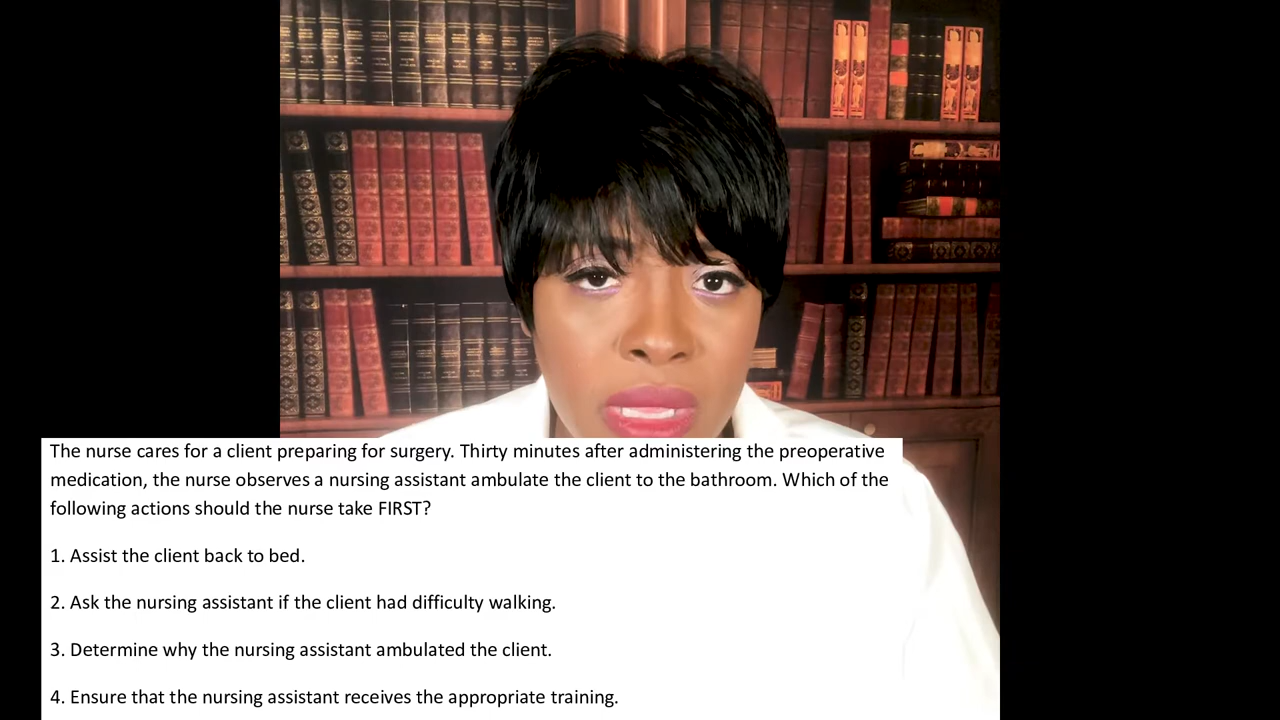 The nurse cares for a client preparing for surgery. Thirty minutes after administering the preoperative
medication, the nurse observes a nursing assistant ambulate the client to the bathroom. Which of the
following actions should the nurse take FIRST?
1. Assist the client back to bed.
2. Ask the nursing assistant if the client had difficulty walking.
3. Determine why the nursing assistant ambulated the client.
4. Ensure that the nursing assistant receives the appropriate training.